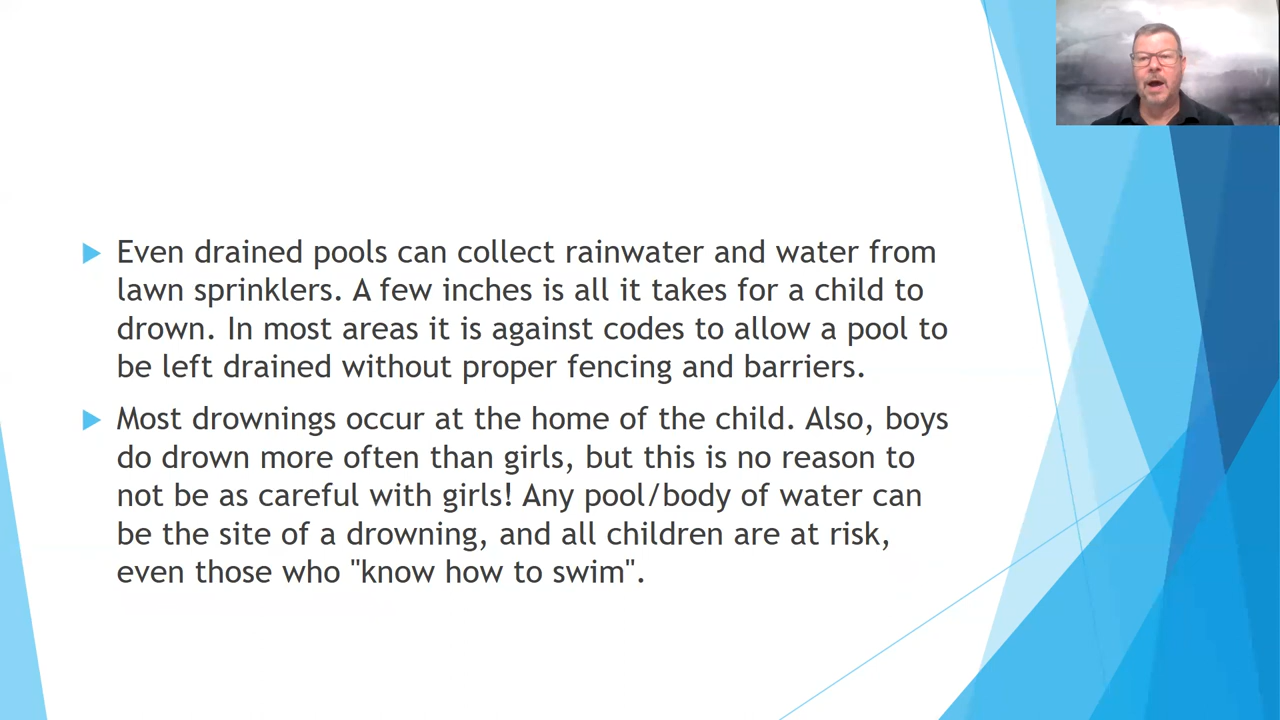 Even drained pools can collect rainwater and water from
lawn sprinklers. A few inches is all it takes for a child to
drown. In most areas it is against codes to allow a pool to
be left drained without proper fencing and barriers.
Most drownings occur at the home of the child. Also, boys
do drown more often than girls, but this is no reason to
not be as careful with girls! Any pool/body of water can
be the site of a drowning, and all children are at risk,
even those who "know how to swim".